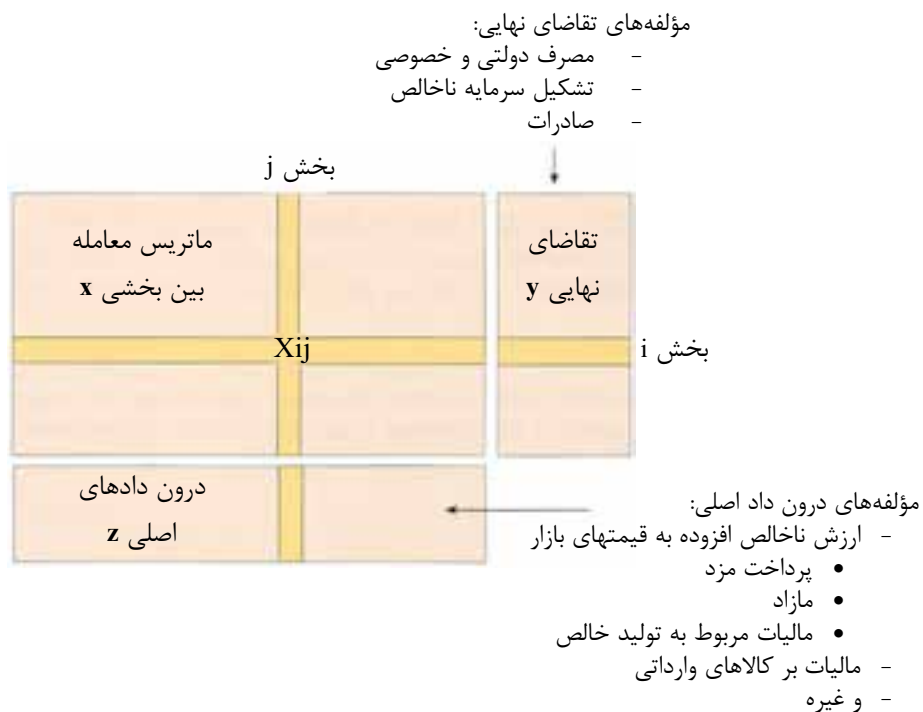 مؤلفه‌های تقاضای نهایی:
- مصرف دولتی و خصوصی
- تشکیل سرمایه ناخالص
- صادرات
بخش j
ماتریس معامله
بین بخشی x
تقاضای
نهایی y
Xij
بخش i
درون دادهای
اصلی z
مؤلفه‌های درون داد اصلی:
- ارزش ناخالص افزوده به قیمتهای بازار
• پرداخت مزد
• مازاد
• مالیات مربوط به تولید خالص
- مالیات بر کالاهای وارداتی
- و غیره